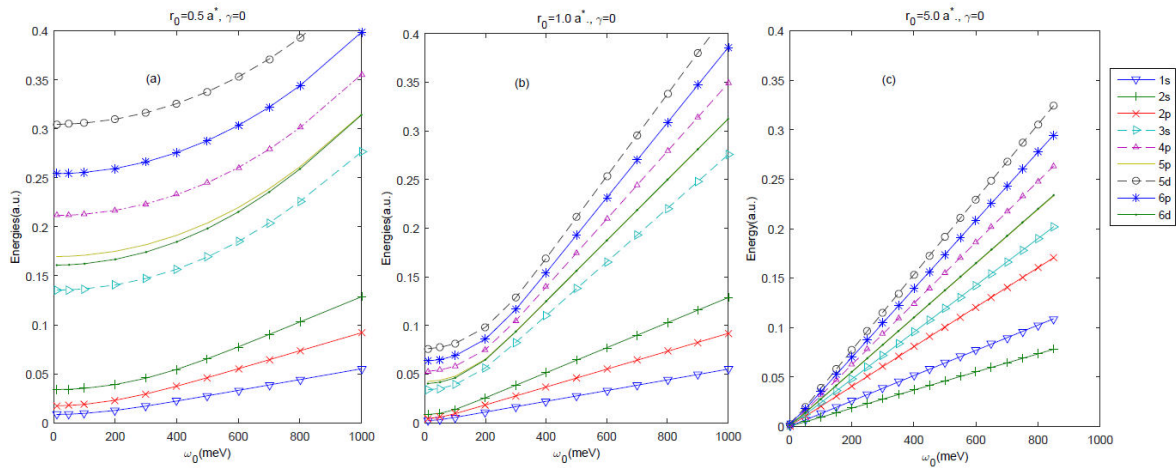 r0=0.5 a*, γ=0
0.4
0.35
0.3
0.25
0.2
0.15
0.1
0.05
0
Energies(a.u.)
(a)
0 200 400 600 800 1000
ω0(meV)
r0=1.0 a*., γ=0
0.4
0.35
0.3
0.25
0.2
0.15
0.1
0.05
0
Energies(a.u.)
(b)
0 200 400 600 800 1000
ω0(meV)
r0=5.0 a*., γ=0
0.4
0.35
0.3
0.25
0.2
0.15
0.1
0.05
0
Energy(a.u.)
(c)
0 200 400 600 800 1000
ω0(meV)
1s
2s
2p
3s
4p
5p
5d
6p
6d